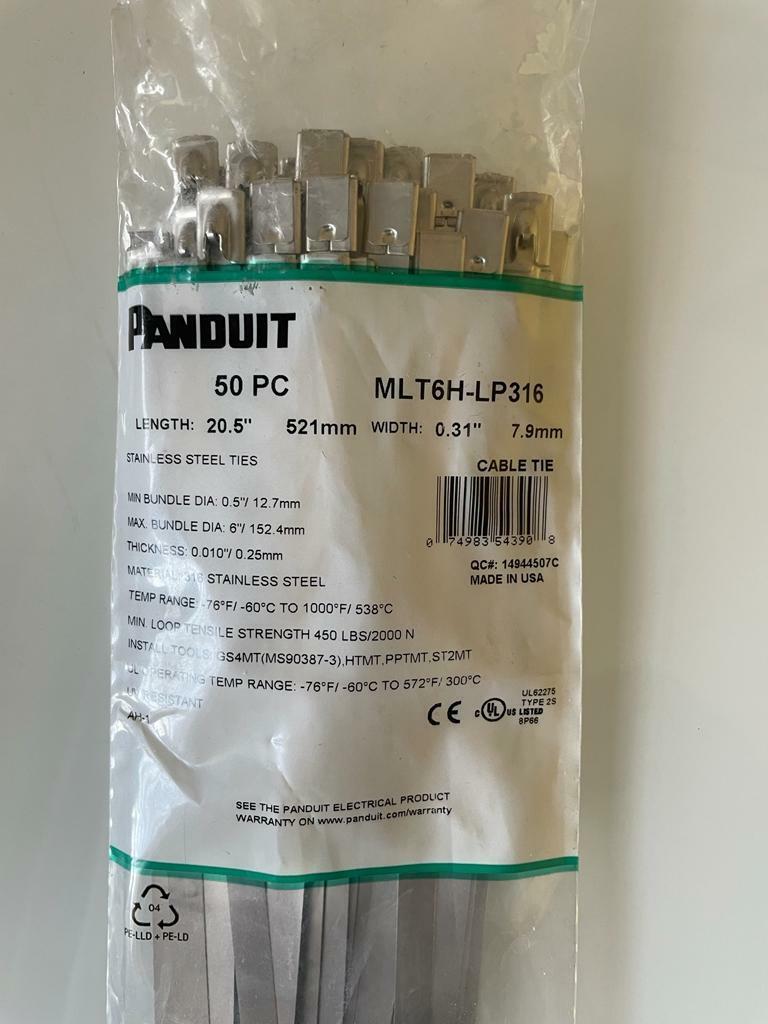 PANDUIT
50 PC MLT6H-LP316
LENGTH: 20.5" 521mm WIDTH: 0.31" 7.9mm
STAINLESS STEEL TIES
CABLE TIE
MIN BUNDLE DIA: 0.5"/ 12.7mm
MAX. BUNDLE DIA: 6"/ 152.4mm
THICKNESS: 0.010"/ 0.25mm
MATERIAL: 316 STAINLESS STEEL
TEMP RANGE: -76°F/ -60°C TO 1000°F/ 538°C
MIN. LOOP TENSILE STRENGTH 450 LBS/2000 N
INSTALL TOOLS: GS4MT(MS90387-3),HTMT,PPTMT,ST2MT
UL OPERATING TEMP RANGE: -76°F/ -60°C TO 572°F/ 300°C
UV RESISTANT
AH-1
0 74983 54390 8
QC#: 14944507C
MADE IN USA
CE c UL US LISTED
UL62275
TYPE 2S
8P66
SEE THE PANDUIT ELECTRICAL PRODUCT
WARRANTY ON www.panduit.com/warranty
04
PE-LLD + PE-LD